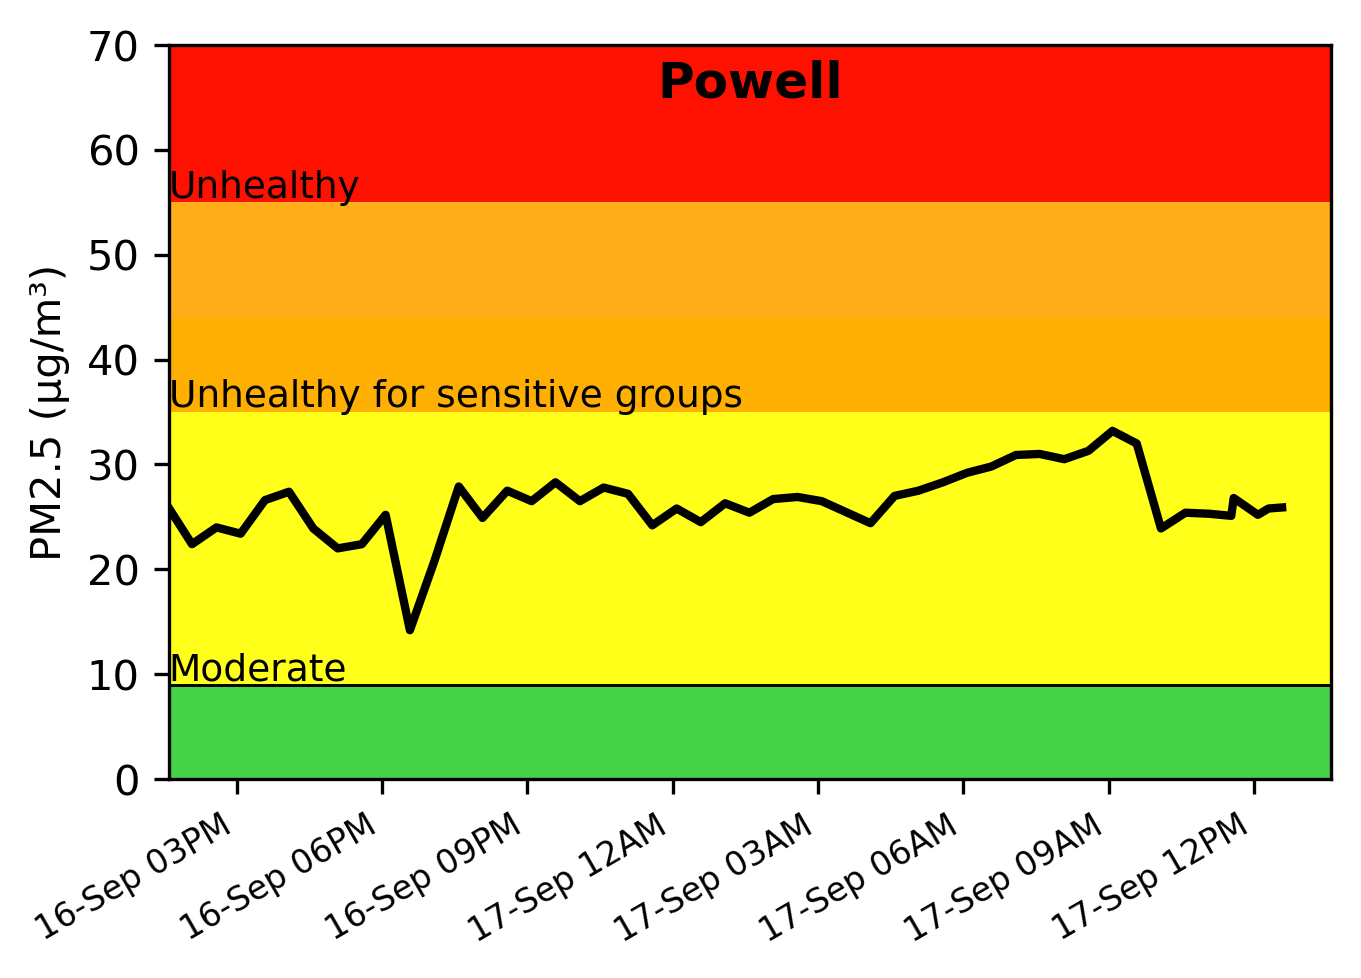 Powell
70
60
50
40
30
20
10
0
PM2.5 (µg/m³)
Unhealthy
Unhealthy for sensitive groups
Moderate
16-Sep 03PM
16-Sep 06PM
16-Sep 09PM
17-Sep 12AM
17-Sep 03AM
17-Sep 06AM
17-Sep 09AM
17-Sep 12PM